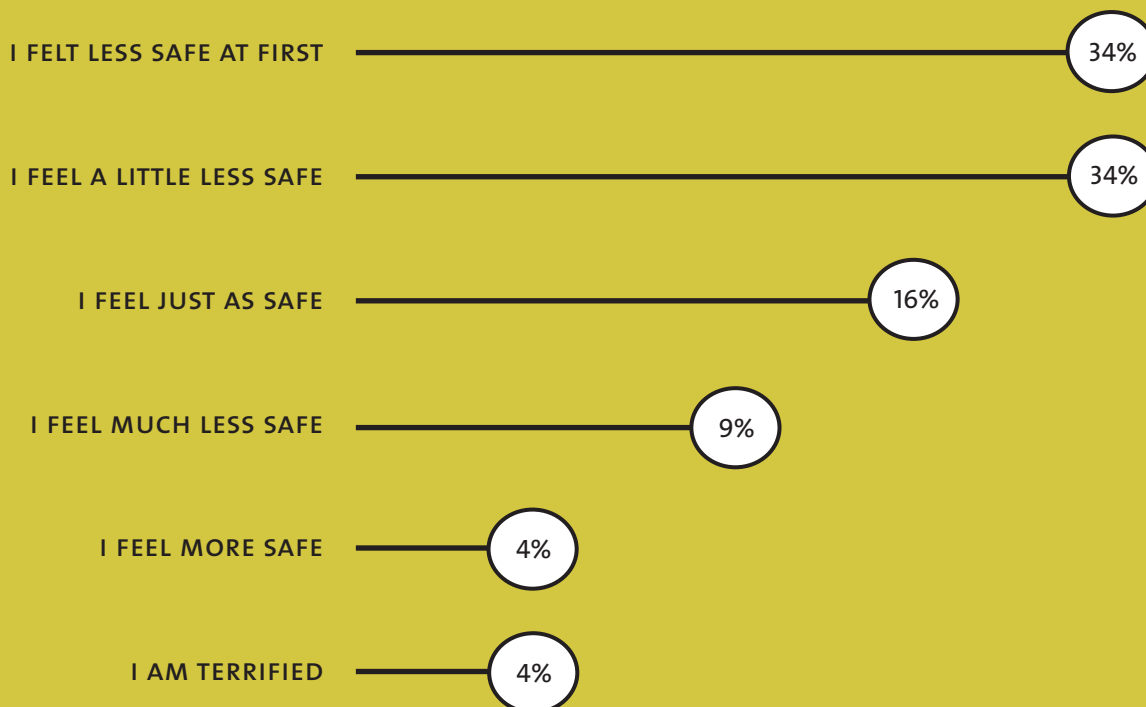 I FELT LESS SAFE AT FIRST 34%
I FEEL A LITTLE LESS SAFE 34%
I FEEL JUST AS SAFE 16%
I FEEL MUCH LESS SAFE 9%
I FEEL MORE SAFE 4%
I AM TERRIFIED 4%